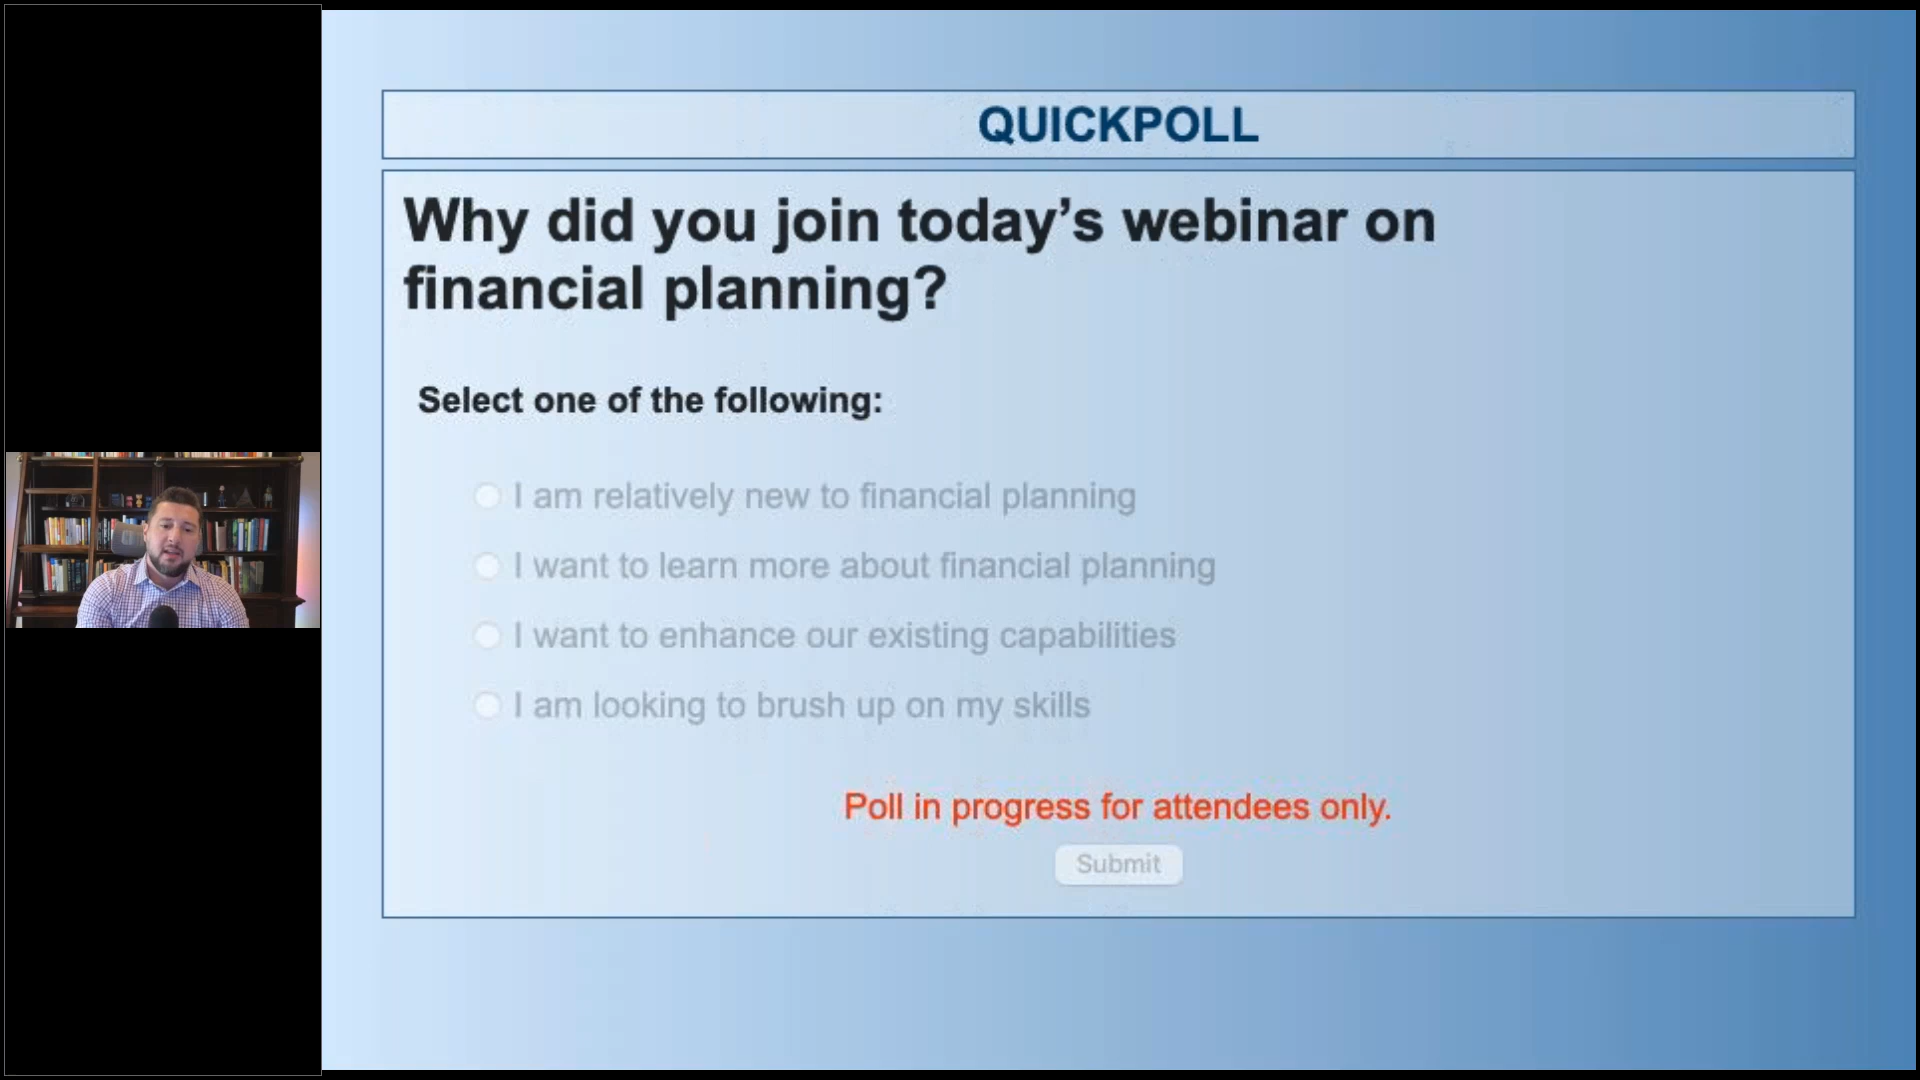 QUICKPOLL
Why did you join today’s webinar on
financial planning?
Select one of the following:
I am relatively new to financial planning
I want to learn more about financial planning
I want to enhance our existing capabilities
I am looking to brush up on my skills
Poll in progress for attendees only.
Submit